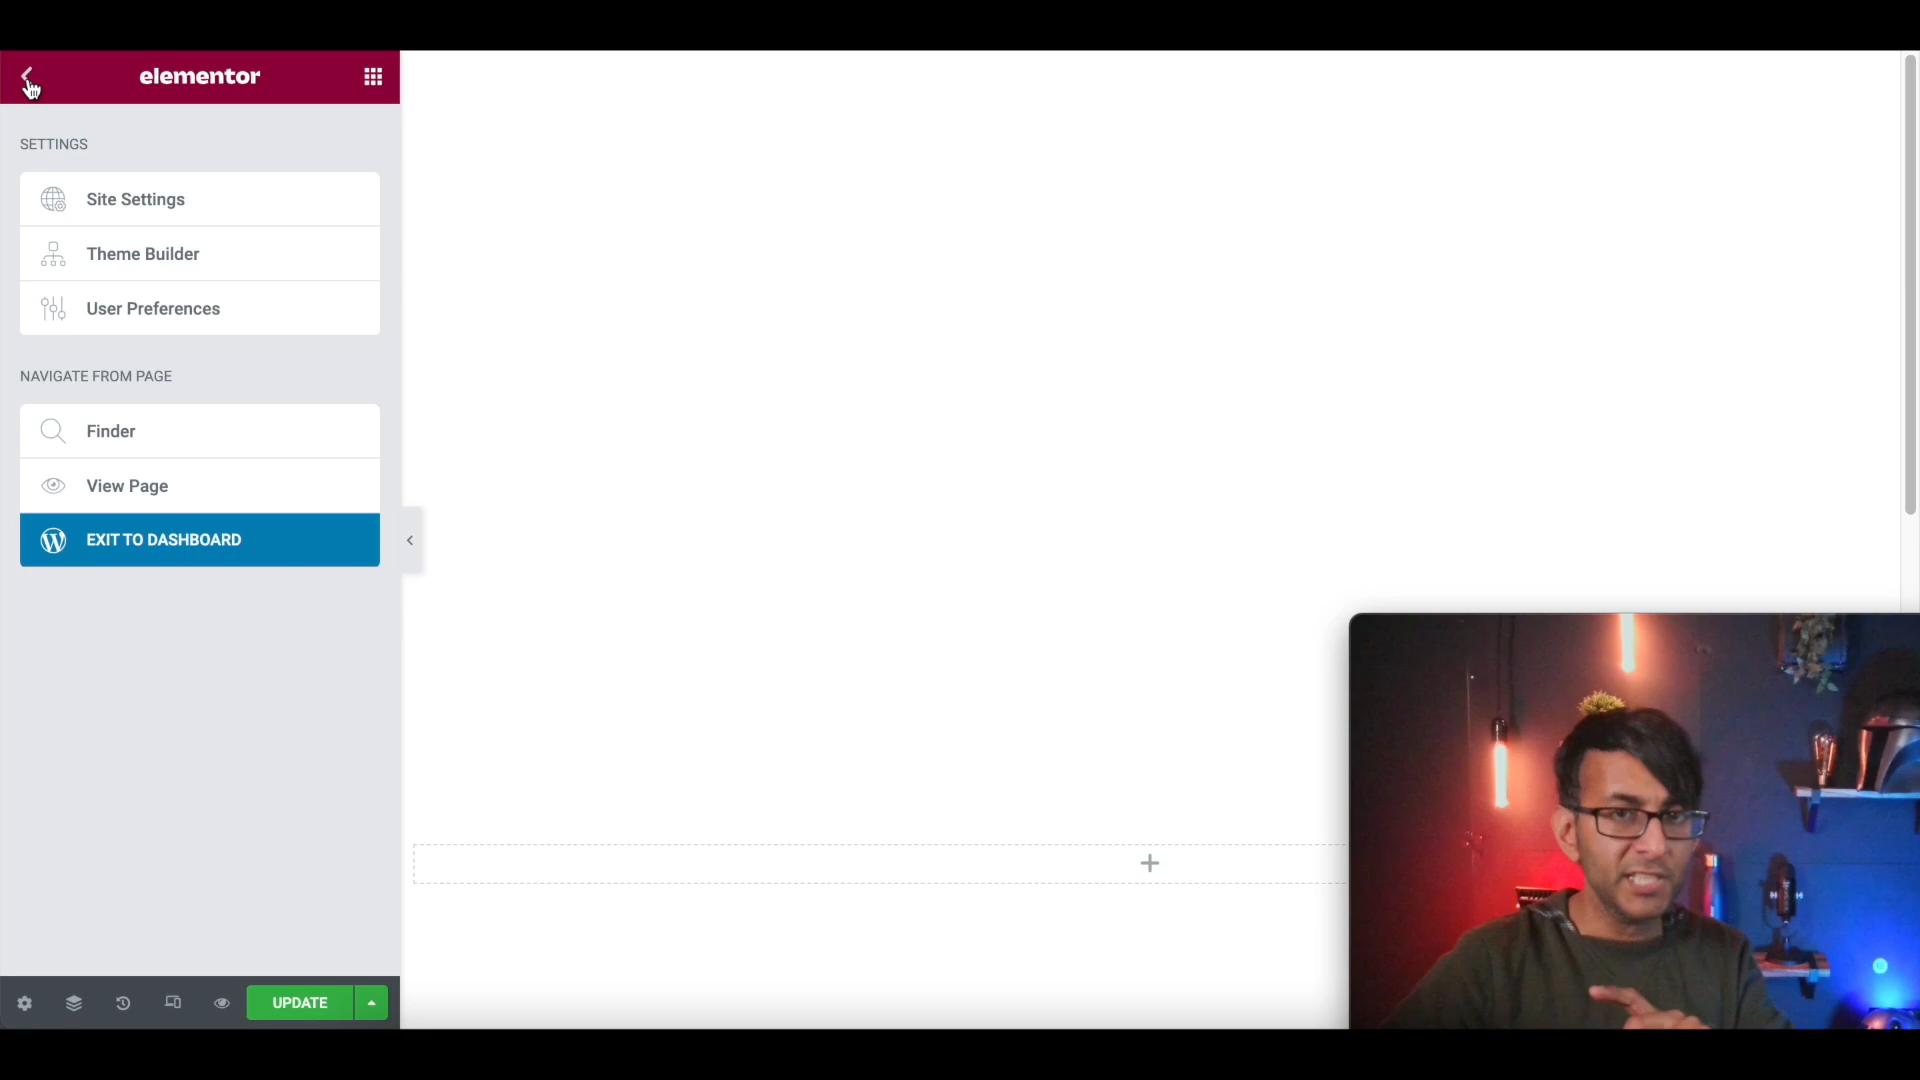 elementor
SETTINGS
Site Settings
Theme Builder
User Preferences
NAVIGATE FROM PAGE
Finder
View Page
EXIT TO DASHBOARD
UPDATE